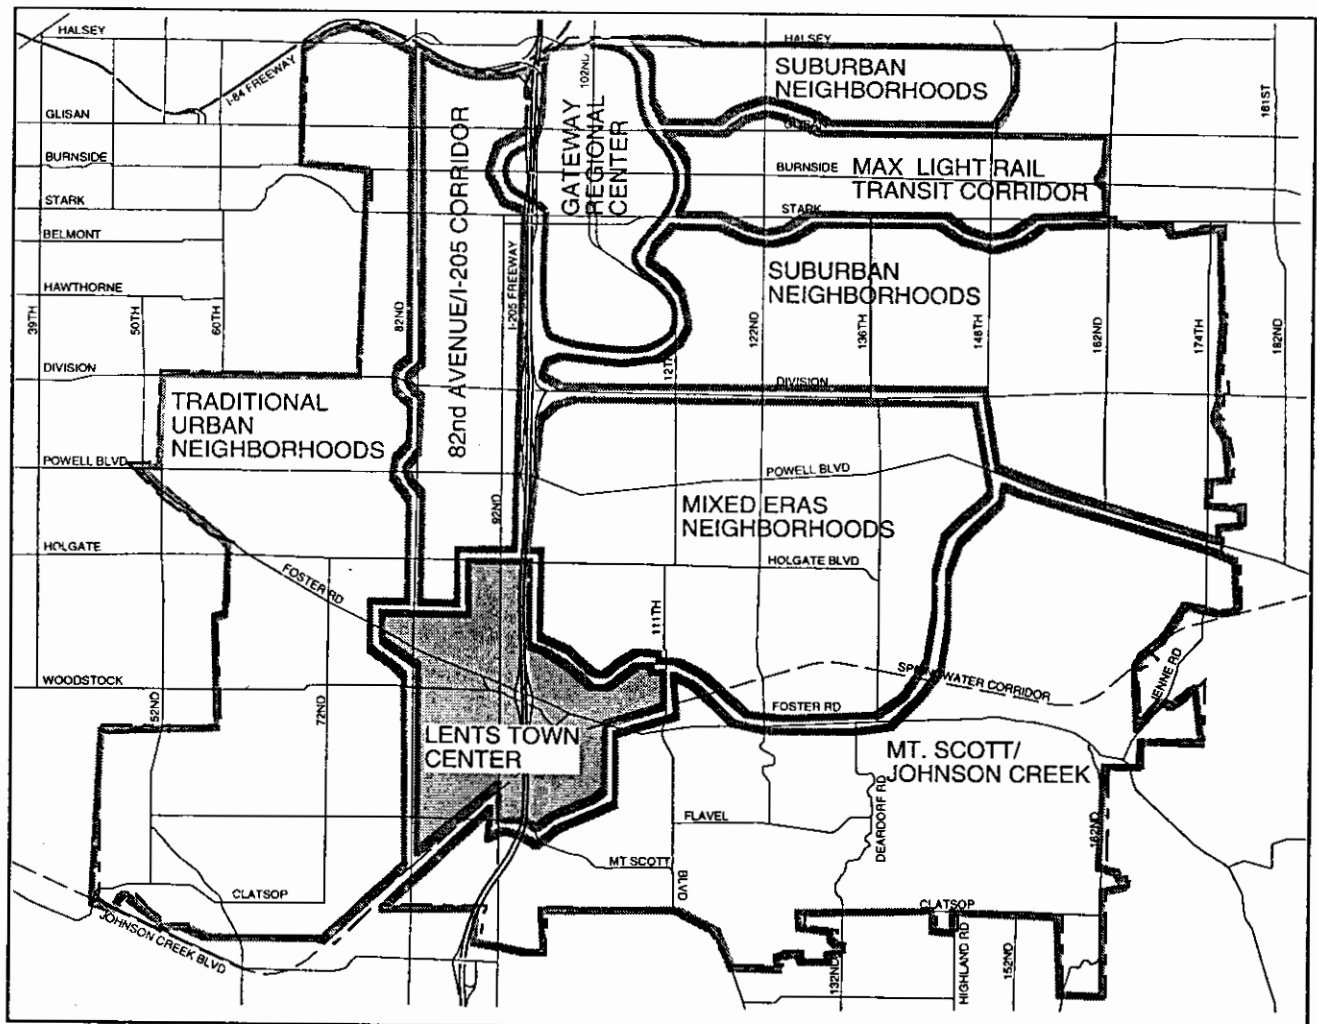 HALSEY
HALSEY
I-84 FREEWAY
102ND
181ST
SUBURBAN
NEIGHBORHOODS
GLISAN
GLISAN
82nd AVENUE/I-205 CORRIDOR
GATEWAY
REGIONAL
CENTER
BURNSIDE
BURNSIDE
MAX LIGHT RAIL
TRANSIT CORRIDOR
STARK
STARK
BELMONT
I-205 FREEWAY
SUBURBAN
NEIGHBORHOODS
HAWTHORNE
39TH
50TH
60TH
82ND
122ND
136TH
148TH
162ND
174TH
182ND
DIVISION
DIVISION
TRADITIONAL
URBAN
NEIGHBORHOODS
POWELL BLVD
POWELL BLVD
92ND
MIXED ERAS
NEIGHBORHOODS
HOLGATE
HOLGATE BLVD
FOSTER RD
111TH
SPRINGWATER CORRIDOR
JENNE RD
WOODSTOCK
52ND
72ND
FOSTER RD
LENTS TOWN
CENTER
MT. SCOTT/
JOHNSON CREEK
FLAVEL
DEARDORF RD
162ND
MT SCOTT
BLVD
CLATSOP
CLATSOP
JOHNSON CREEK BLVD
132ND
HIGHLAND RD
152ND